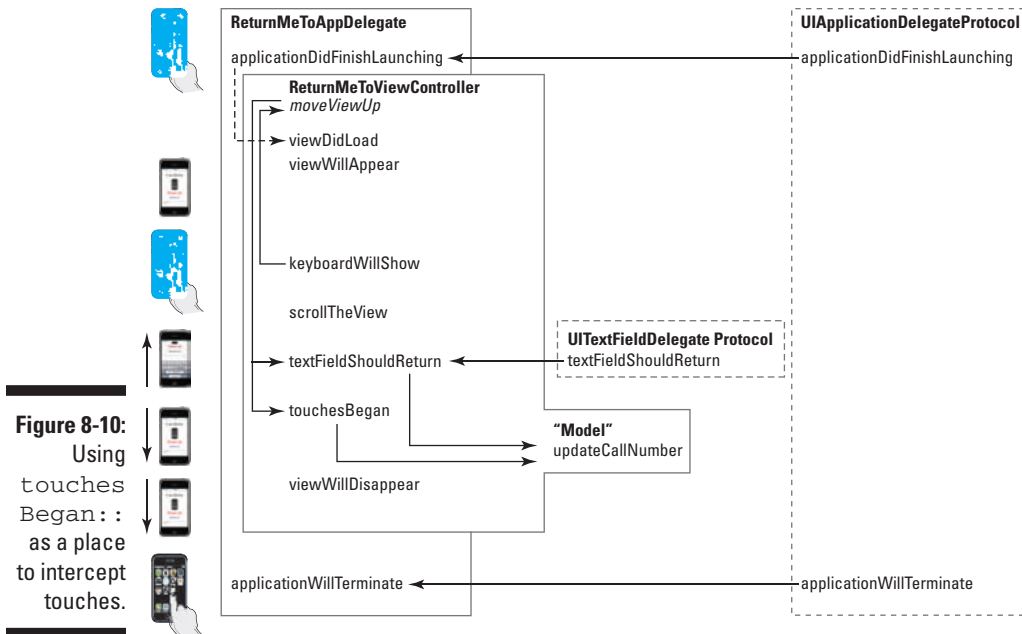 ReturnMeToAppDelegate
UIApplicationDelegateProtocol
applicationDidFinishLaunching
applicationDidFinishLaunching
ReturnMeToViewController
moveViewUp
viewDidLoad
viewWillAppear
keyboardWillShow
scrollTheView
UITextFieldDelegate Protocol
textFieldShouldReturn
textFieldShouldReturn
touchesBegan
“Model”
updateCallNumber
viewWillDisappear
applicationWillTerminate
applicationWillTerminate
Figure 8-10:
Using
touches
Began::
as a place
to intercept
touches.